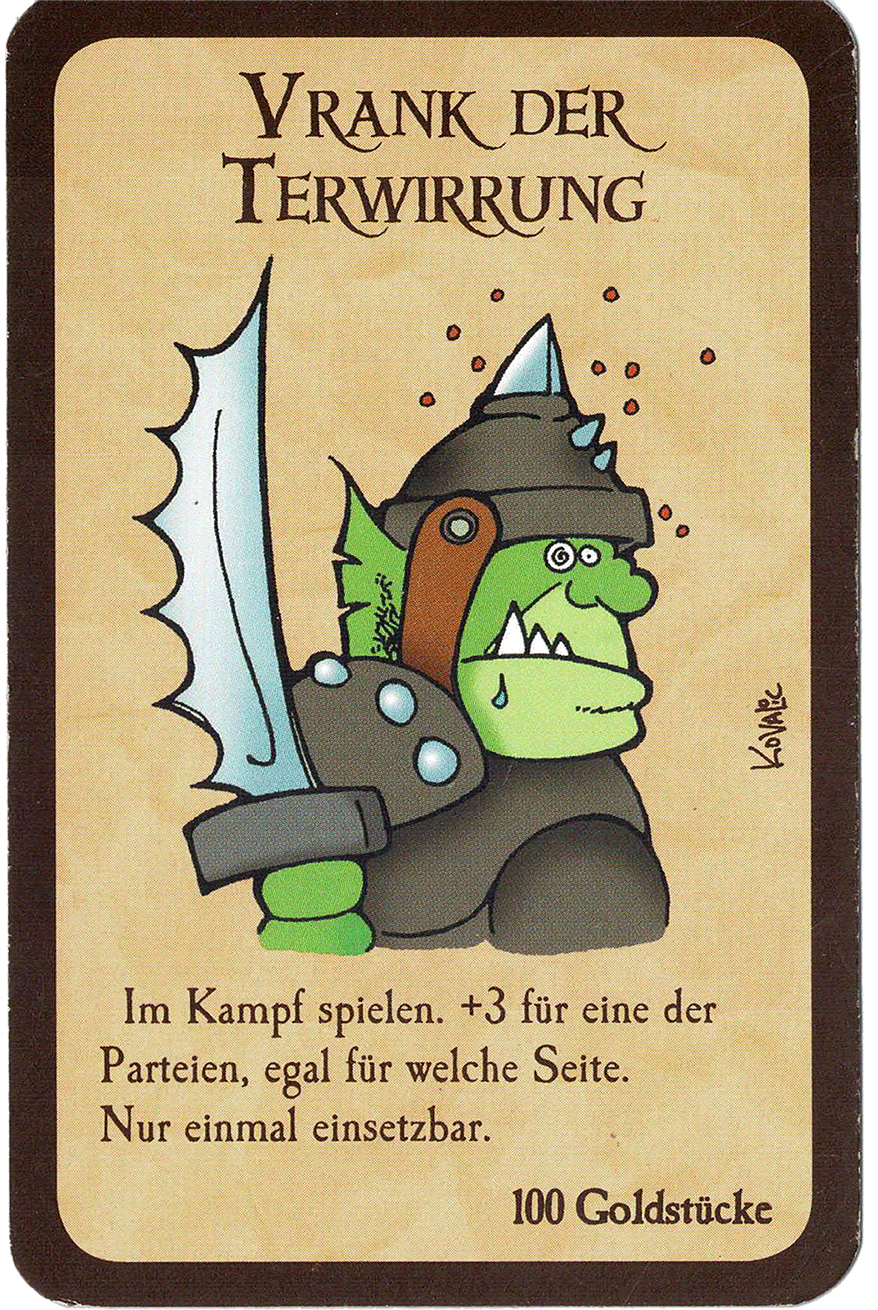 Vrank der
Terwirrung
Kovalic
Im Kampf spielen. +3 für eine der
Parteien, egal für welche Seite.
Nur einmal einsetzbar.
100 Goldstücke